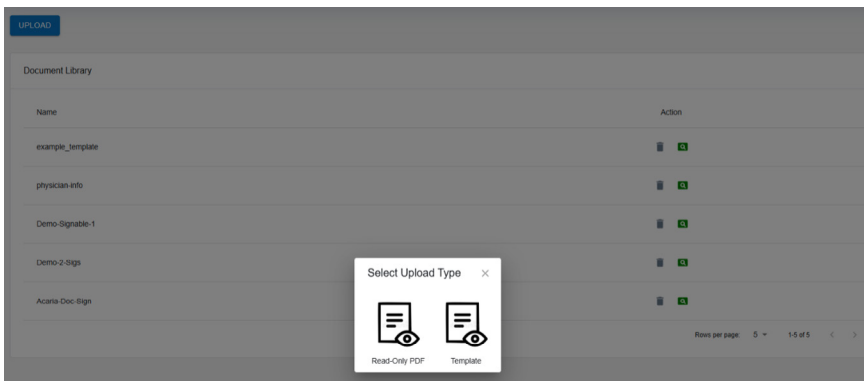 UPLOAD
Document Library
Name Action
example_template
physician-info
Demo-Signable-1
Demo-2-Sigs
Acaria-Doc-Sign
Rows per page: 5 1-5 of 5
Select Upload Type
Read-Only PDF Template